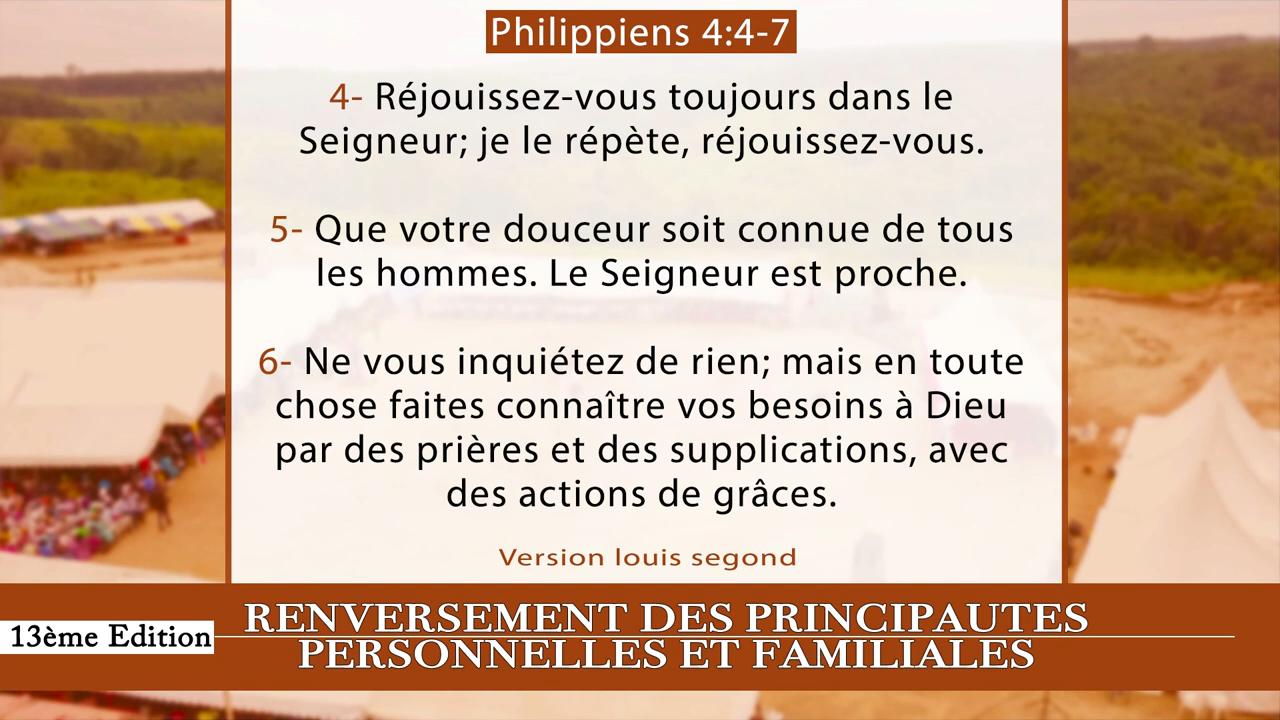 Philippiens 4:4-7
4- Réjouissez-vous toujours dans le
Seigneur; je le répète, réjouissez-vous.
5- Que votre douceur soit connue de tous
les hommes. Le Seigneur est proche.
6- Ne vous inquiétez de rien; mais en toute
chose faites connaître vos besoins à Dieu
par des prières et des supplications, avec
des actions de grâces.
Version louis segond
13ème Edition
RENVERSEMENT DES PRINCIPAUTES
PERSONNELLES ET FAMILIALES